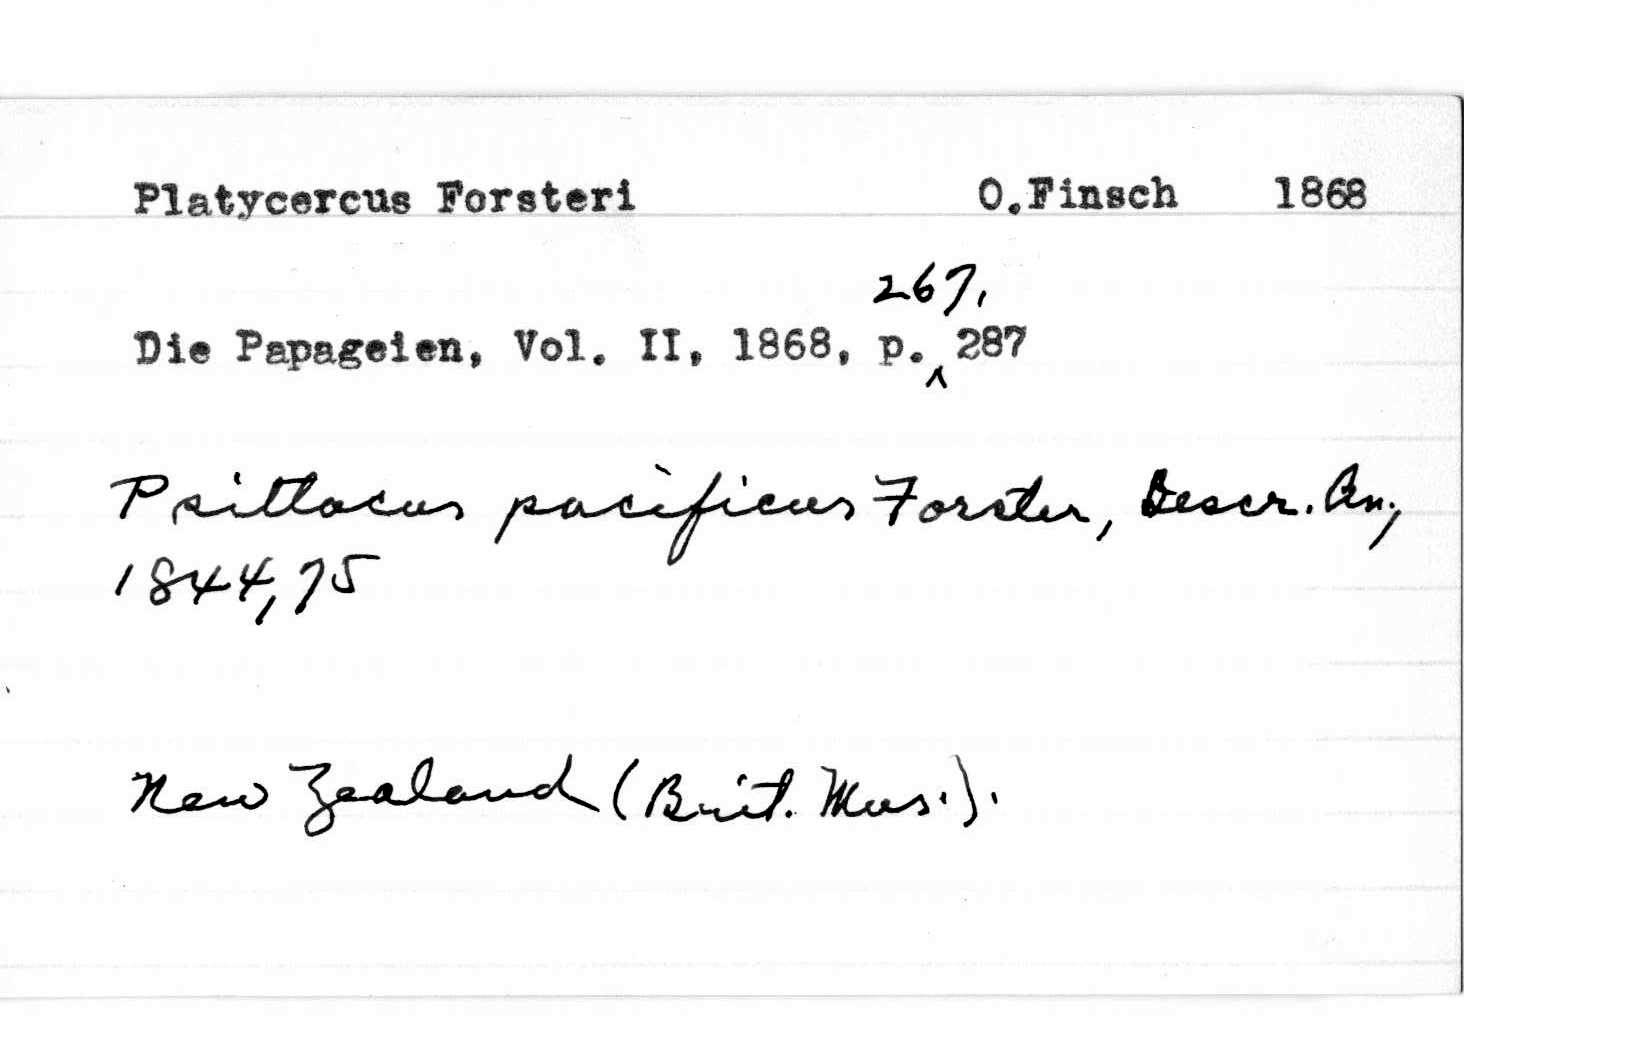 Platycercus Forsteri O.Finsch 1868
267,
Die Papageien, Vol. II, 1868, p.^ 287
Psittacus pacificus Forster, Descr. An.,
1844, 75
New Zealand (Brit. Mus.).